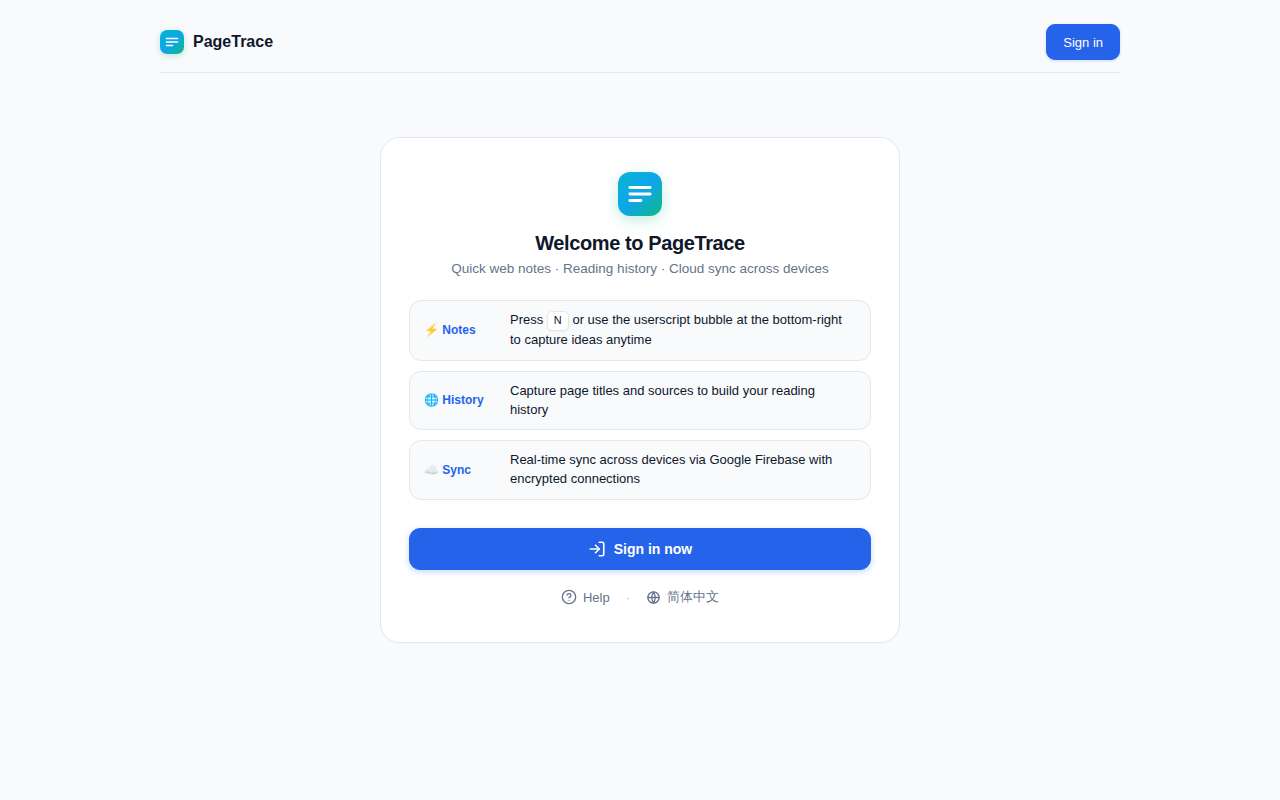 PageTrace
Sign in
Welcome to PageTrace
Quick web notes · Reading history · Cloud sync across devices
⚡ Notes
Press N or use the userscript bubble at the bottom-right
to capture ideas anytime
🌐 History
Capture page titles and sources to build your reading
history
☁️ Sync
Real-time sync across devices via Google Firebase with
encrypted connections
Sign in now
Help · 简体中文